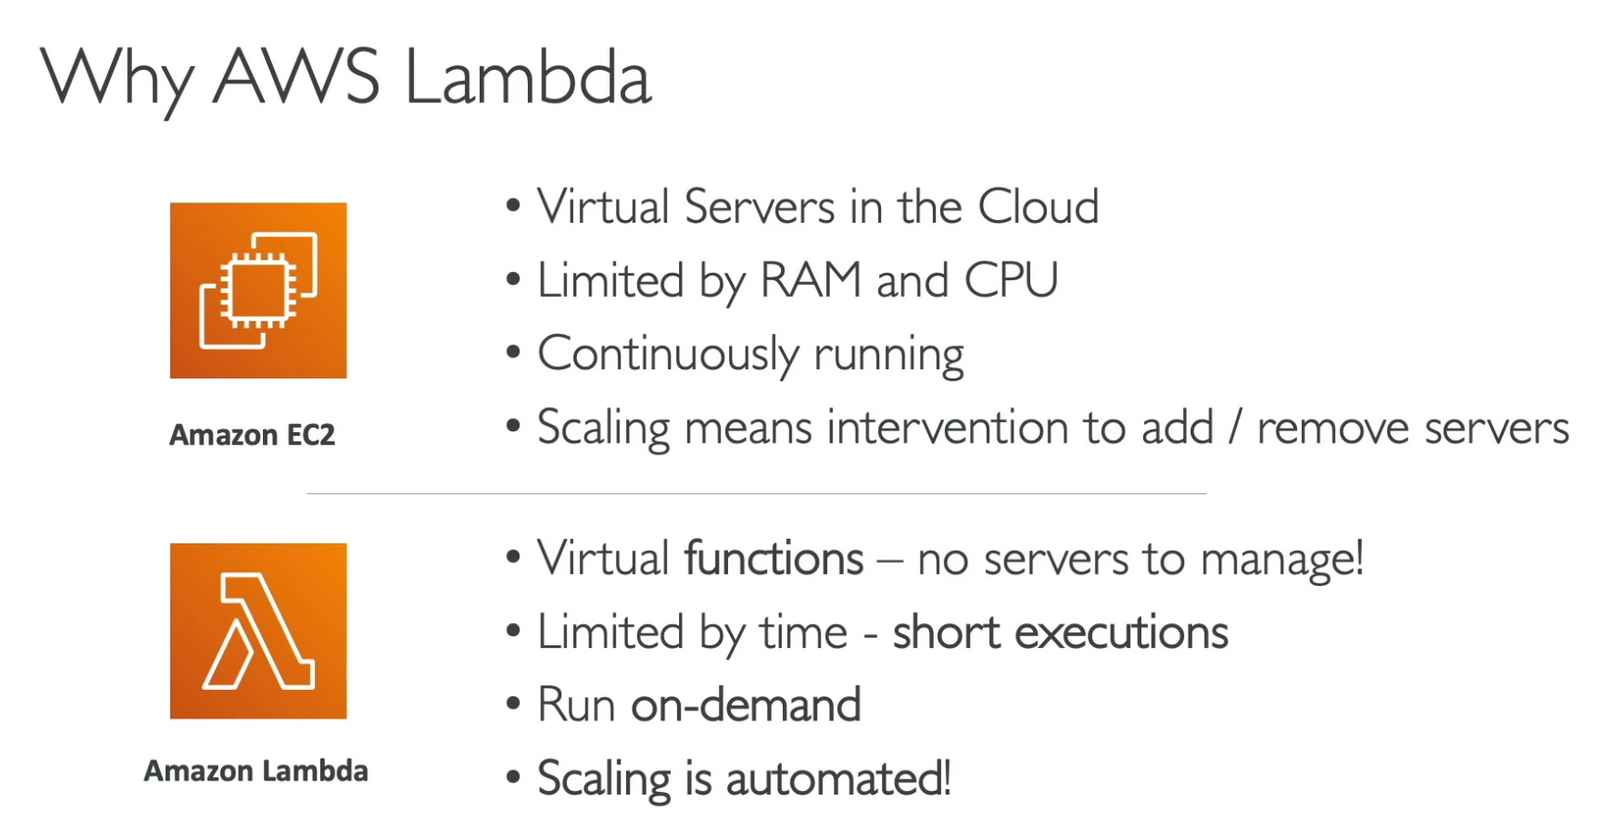 Why AWS Lambda
• Virtual Servers in the Cloud
• Limited by RAM and CPU
• Continuously running
• Scaling means intervention to add / remove servers
Amazon EC2
• Virtual functions – no servers to manage!
• Limited by time - short executions
• Run on-demand
• Scaling is automated!
Amazon Lambda